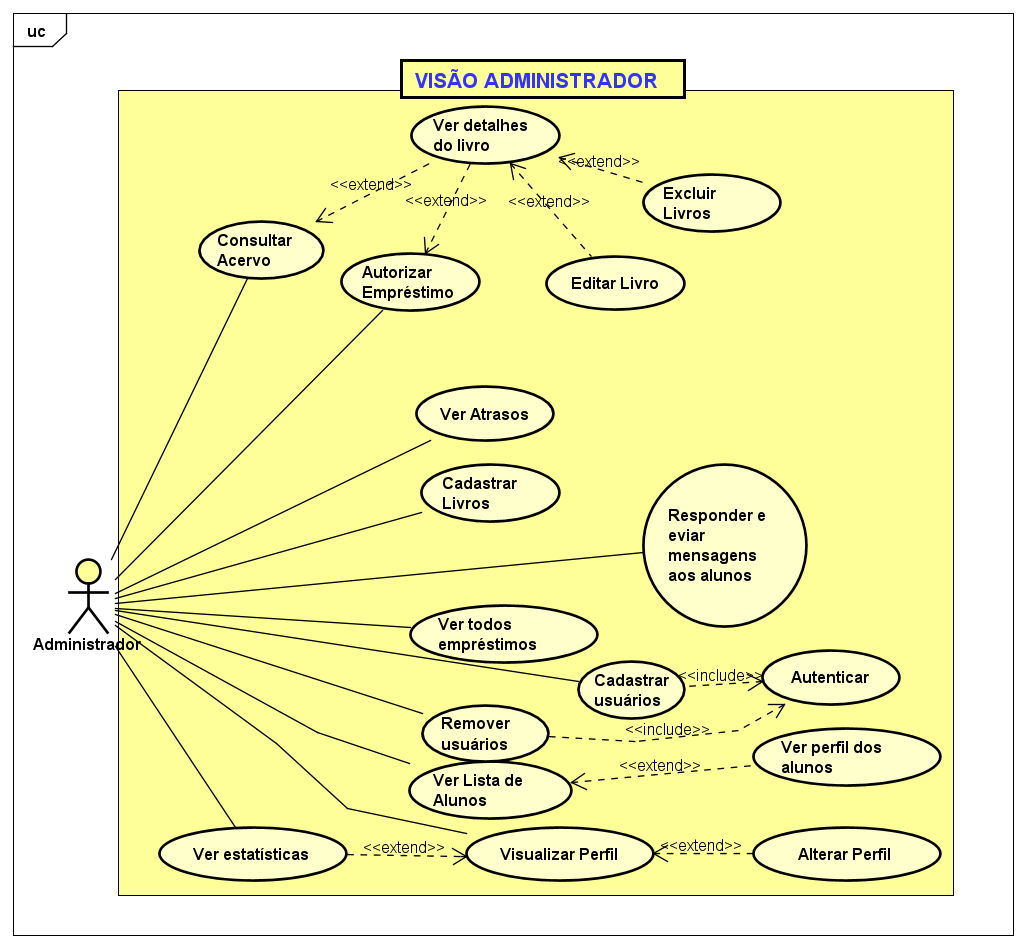 uc
VISÃO ADMINISTRADOR
Ver detalhes
do livro
<<extend>>
<<extend>>
<<extend>>
<<extend>>
Excluir
Livros
Consultar
Acervo
Autorizar
Empréstimo
Editar Livro
Ver Atrasos
Cadastrar
Livros
Responder e
eviar
mensagens
aos alunos
Administrador
Ver todos
empréstimos
Cadastrar
usuários
<<include>>
Autenticar
Remover
usuários
<<include>>
Ver Lista de
Alunos
<<extend>>
Ver perfil dos
alunos
Ver estatísticas
<<extend>>
Visualizar Perfil
<<extend>>
Alterar Perfil